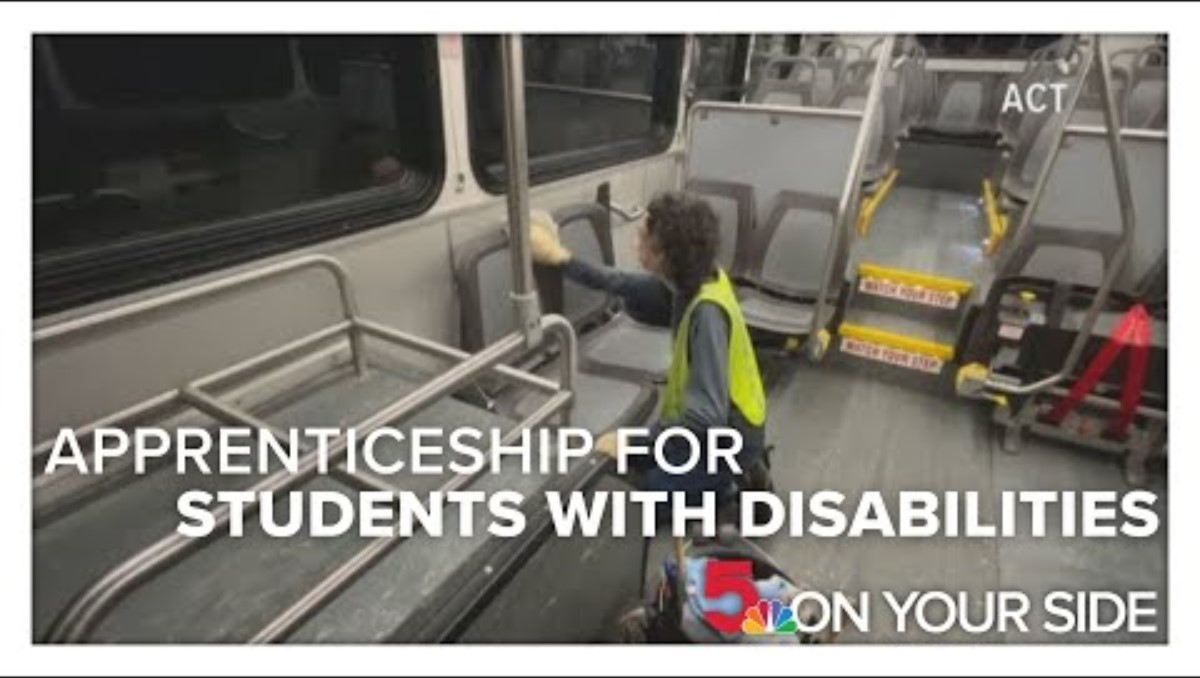 ACT
WATCH YOUR STEP
WATCH YOUR STEP
APPRENTICESHIP FOR
STUDENTS WITH DISABILITIES
5 ON YOUR SIDE